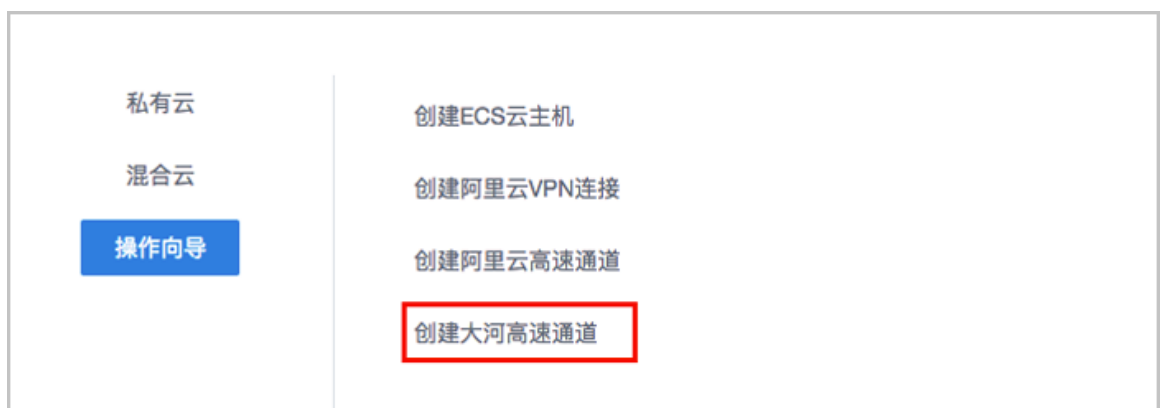 私有云
混合云
操作向导
创建ECS云主机
创建阿里云VPN连接
创建阿里云高速通道
创建大河高速通道